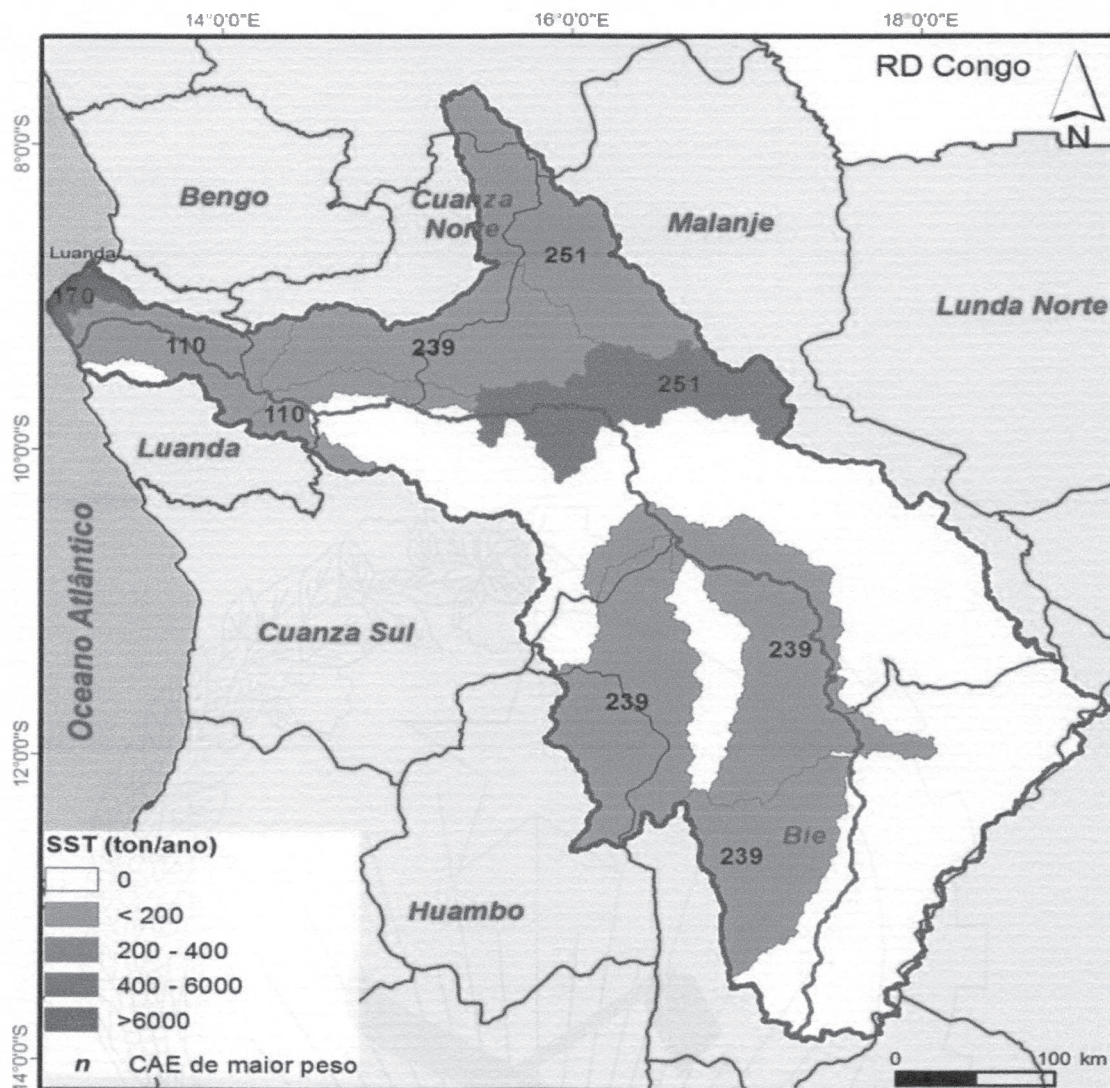 14°0'0"E 16°0'0"E 18°0'0"E
RD Congo
N
8°0'0"S
Bengo
Cuanza
Norte
Malanje
251
Luanda
170
Lunda Norte
110
239
251
110
Luanda
10°0'0"S
Oceano Atlântico
Cuanza Sul
239
239
12°0'0"S
Bie
239
SST (ton/ano)
0
< 200
200 - 400
400 - 6000
>6000
n CAE de maior peso
Huambo
14°0'0"S
0 100 km